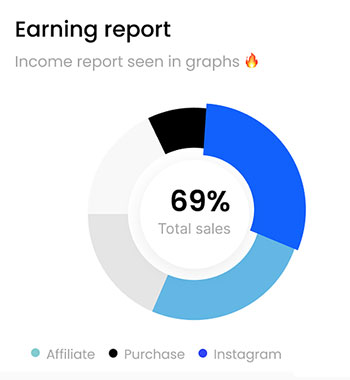 Earning report
Income report seen in graphs 🔥
69%
Total sales
Affiliate
Purchase
Instagram